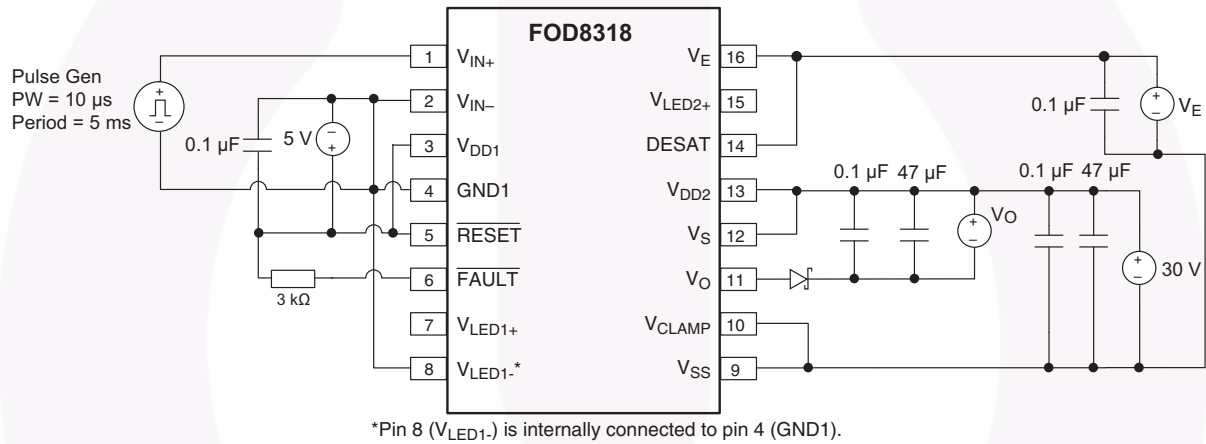 FOD8318
Pulse Gen
PW = 10 µs
Period = 5 ms
0.1 µF
5 V
+
−
−
+
3 kΩ
1 V_IN+
2 V_IN–
3 V_DD1
4 GND1
5 RESET
6 FAULT
7 V_LED1+
8 V_LED1-*
V_E 16
V_LED2+ 15
DESAT 14
V_DD2 13
V_S 12
V_O 11
V_CLAMP 10
V_SS 9
0.1 µF
+
−
V_E
0.1 µF 47 µF
+
−
VO
0.1 µF 47 µF
+
−
30 V
*Pin 8 (V_LED1-) is internally connected to pin 4 (GND1).